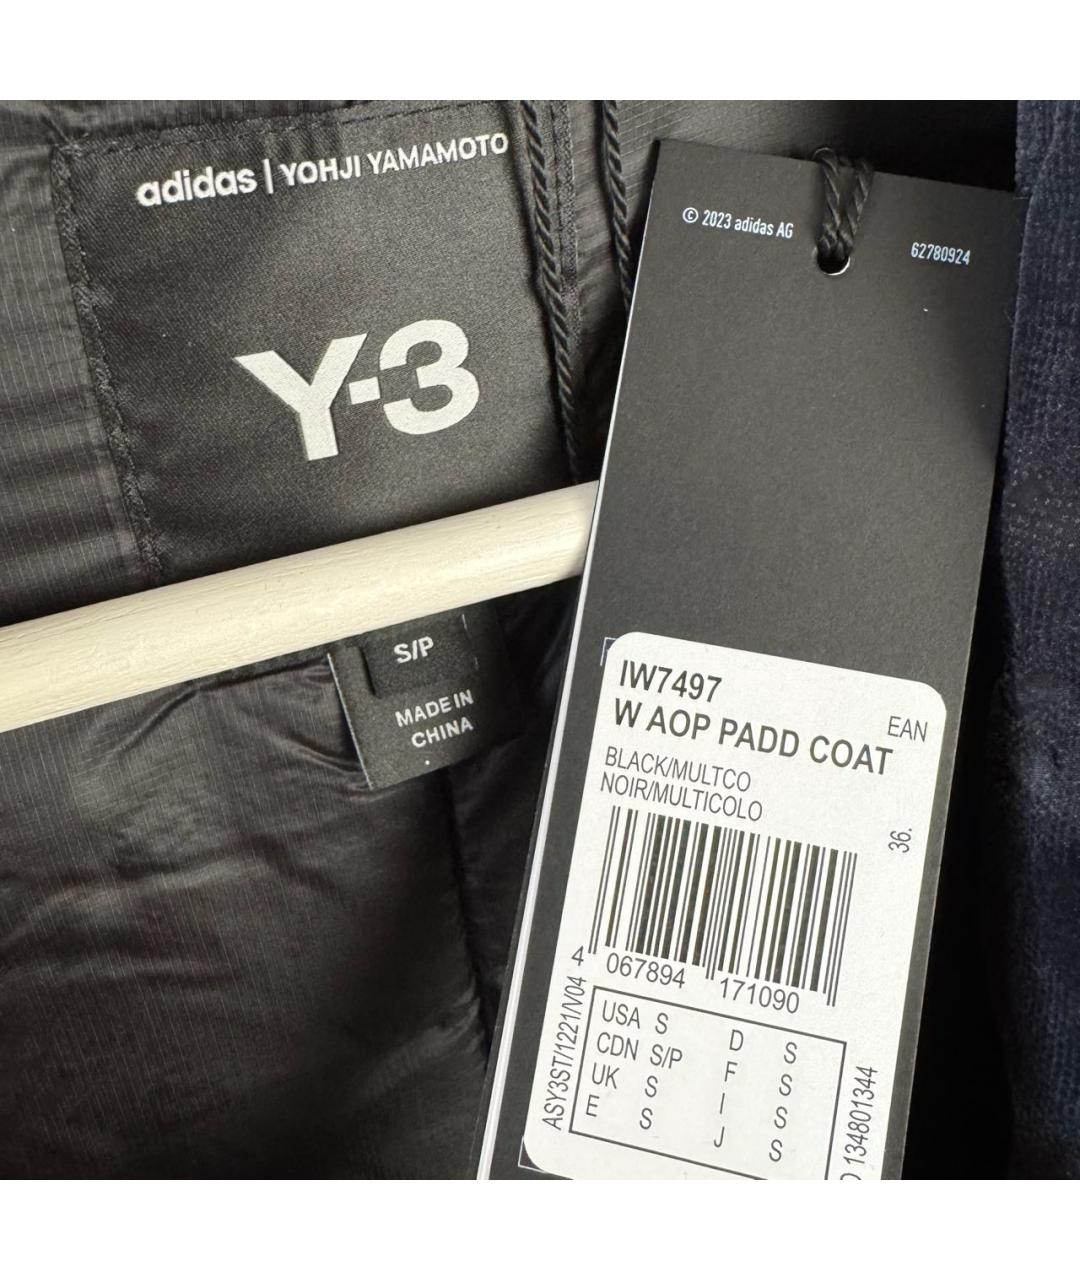 adidas | YOHJI YAMAMOTO
Y-3
S/P
MADE IN
CHINA
© 2023 adidas AG
62780924
IW7497
W AOP PADD COAT
EAN
BLACK/MULTCO
NOIR/MULTICOLO
36.
4 067894 171090
ASY3ST/1221/V04
USA S D S
CDN S/P F S
UK S I S
E S J S
134801344